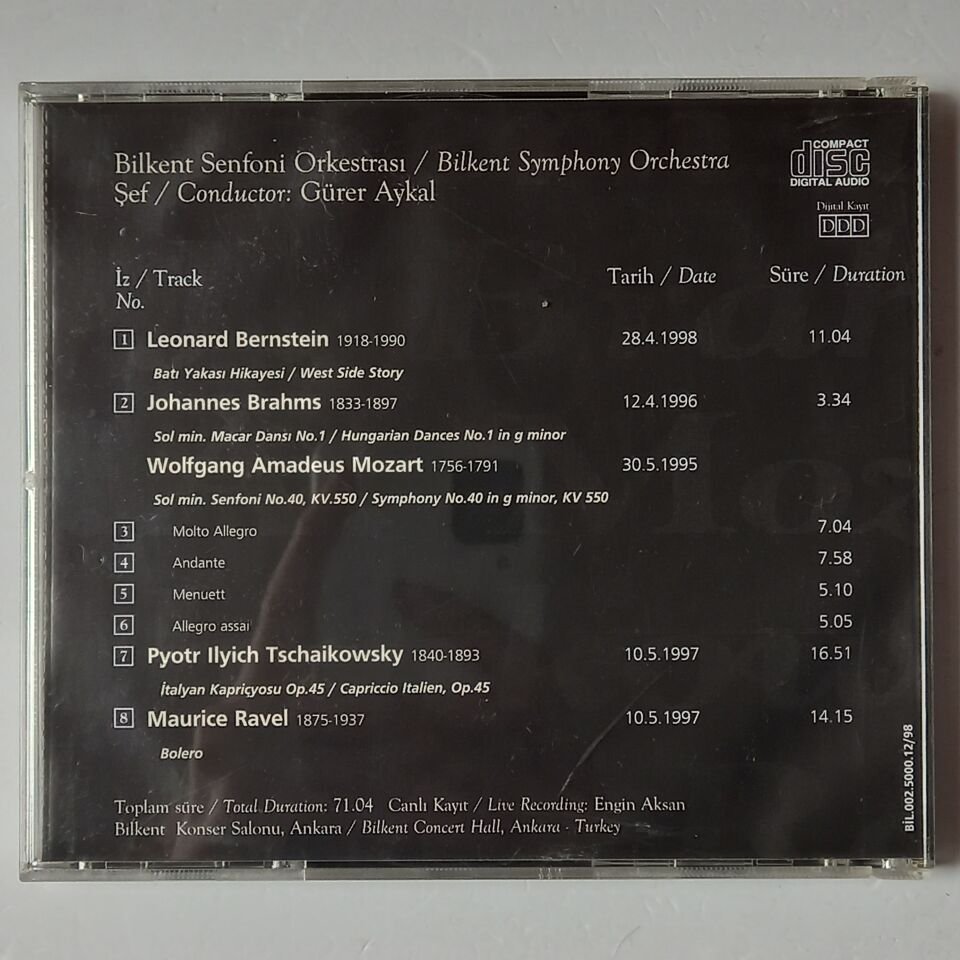 Bilkent Senfoni Orkestrası / Bilkent Symphony Orchestra
Şef / Conductor: Gürer Aykal
COMPACT
disc
DIGITAL AUDIO
Dijital Kayıt
DDD
İz / Track No. Tarih / Date Süre / Duration
1 Leonard Bernstein 1918-1990 28.4.1998 11.04
Batı Yakası Hikayesi / West Side Story
2 Johannes Brahms 1833-1897 12.4.1996 3.34
Sol min. Macar Dansı No.1 / Hungarian Dances No.1 in g minor
Wolfgang Amadeus Mozart 1756-1791 30.5.1995
Sol min. Senfoni No.40, KV.550 / Symphony No.40 in g minor, KV 550
3 Molto Allegro 7.04
4 Andante 7.58
5 Menuett 5.10
6 Allegro assai 5.05
7 Pyotr Ilyich Tschaikowsky 1840-1893 10.5.1997 16.51
İtalyan Kapriçyosu Op.45 / Capriccio Italien, Op.45
8 Maurice Ravel 1875-1937 10.5.1997 14.15
Bolero
Toplam süre / Total Duration: 71.04 Canlı Kayıt / Live Recording: Engin Aksan
Bilkent Konser Salonu, Ankara / Bilkent Concert Hall, Ankara - Turkey
BİL.002.5000.12/98